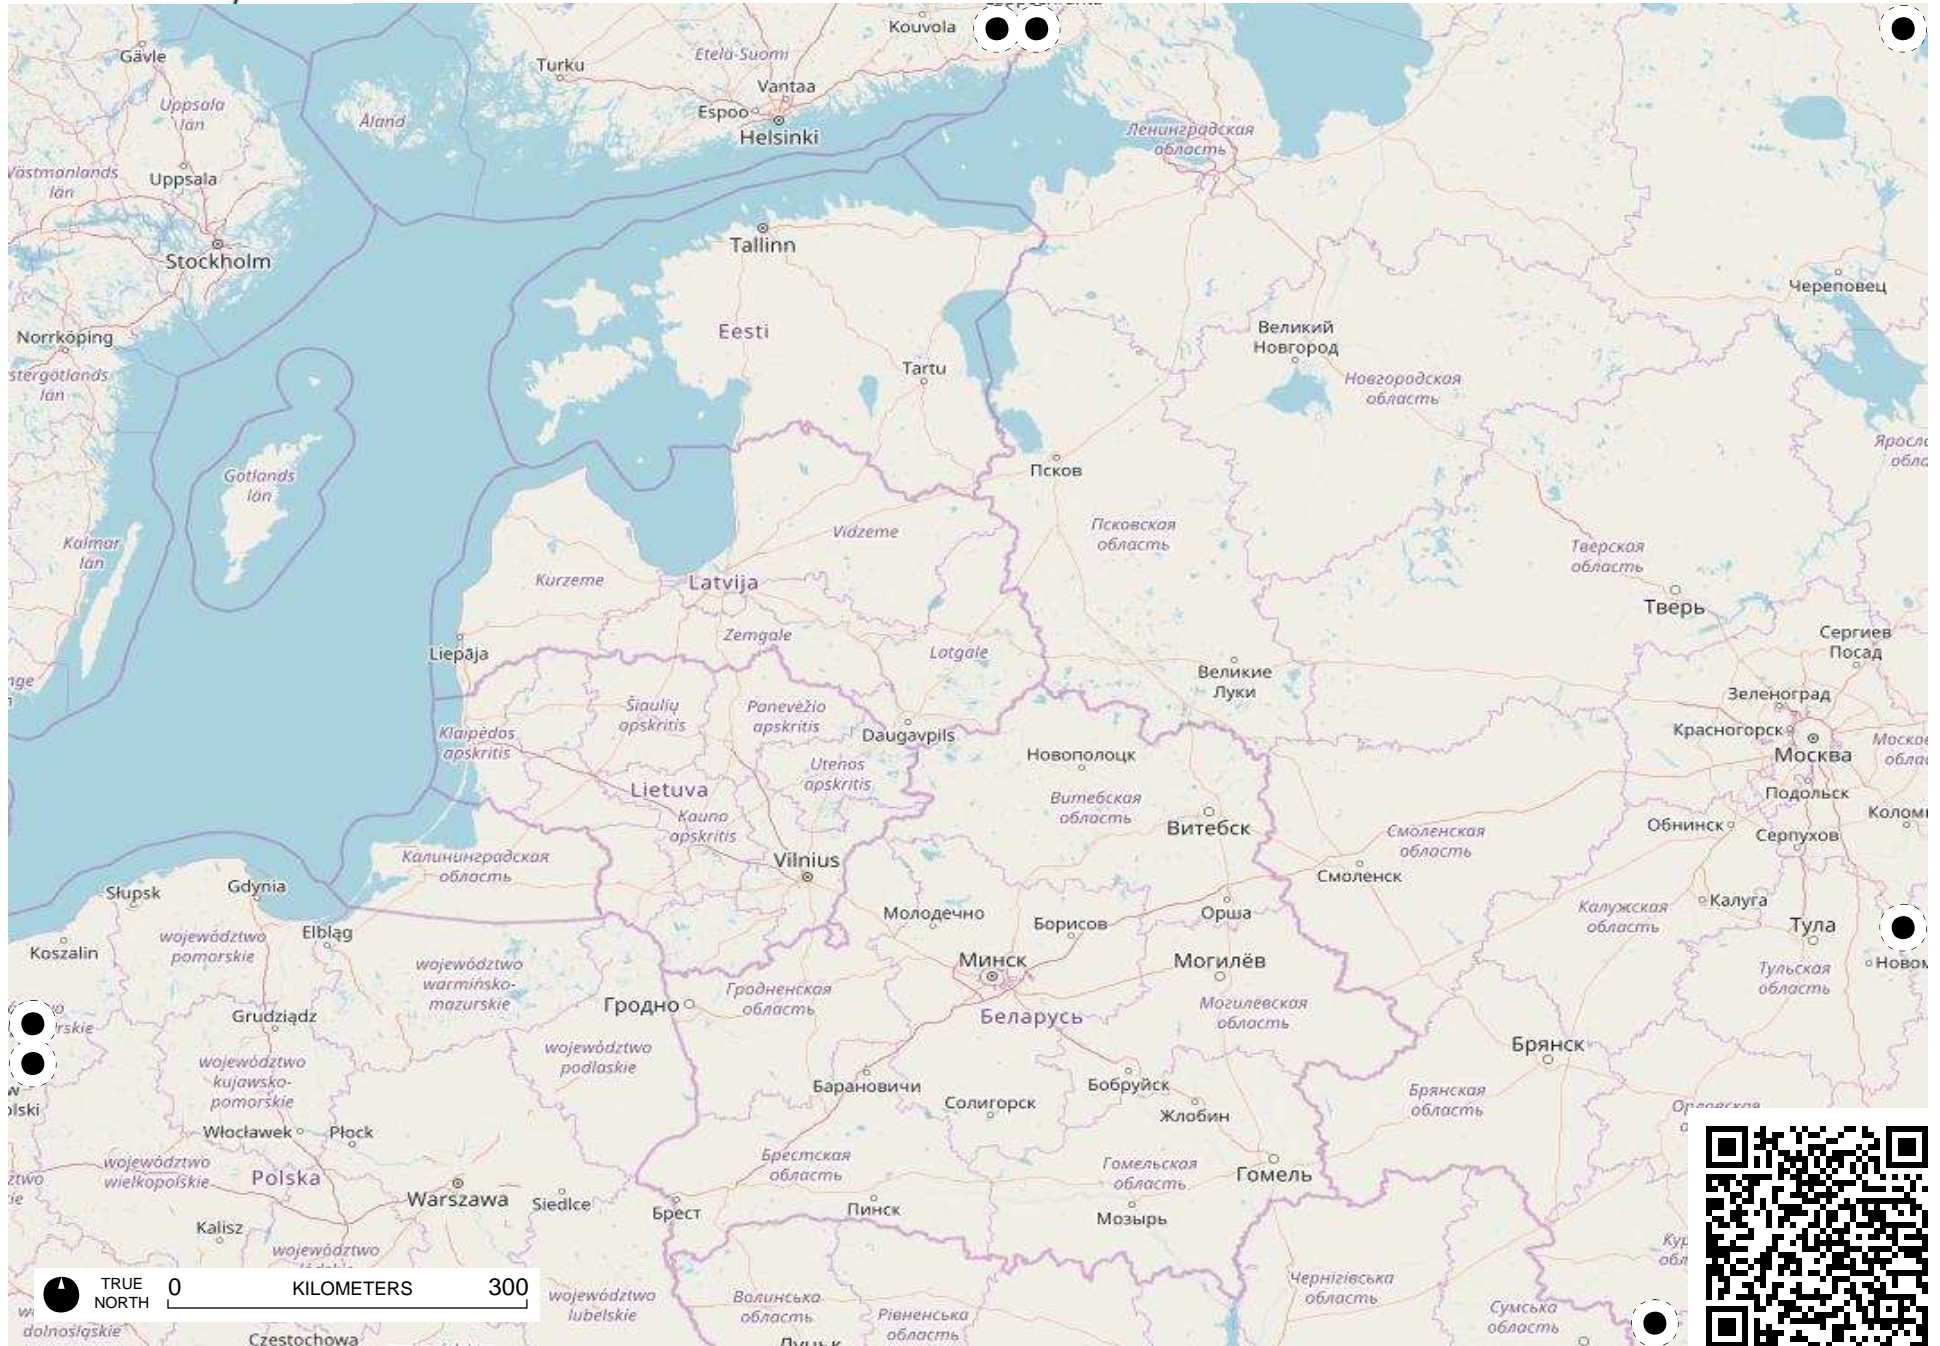 Kouvola
Gävle
Etelä-Suomi
Turku
Vantaa
Uppsala
län
Espoo
Åland
Helsinki
Ленинградская
область
Västmanlands
län
Uppsala
Tallinn
Stockholm
Череповец
Norrköping
Eesti
Великий
Новгород
Tartu
län
Новгородская
область
Псков
Gotlands
län
Псковская
область
Vidzeme
Kalmar
län
Тверская
область
Kurzeme
Latvija
Тверь
Zemgale
Сергиев
Посад
Liepāja
Latgale
Великие
Луки
Зеленоград
Šiaulių
apskritis
Panevėžio
apskritis
Красногорск
Klaipėdos
apskritis
Daugavpils
Новополоцк
Москва
Utenos
apskritis
Lietuva
Подольск
Витебская
область
Kauno
apskritis
Витебск
Обнинск
Серпухов
Смоленская
область
Калининградская
область
Vilnius
Смоленск
Słupsk
Gdynia
Молодечно
Борисов
Орша
Калужская
область
Калуга
Тула
Elbląg
województwo
pomorskie
Koszalin
województwo
warmińsko-
mazurskie
Минск
Могилёв
Тульская
область
Гродно
Гродненская
область
Могилёвская
область
Grudziądz
Беларусь
województwo
podlaskie
Брянск
województwo
kujawsko-
pomorskie
Барановичи
Бобруйск
Солигорск
Жлобин
Брянская
область
Włocławek
Płock
województwo
wielkopolskie
Polska
Брестская
область
Гомельская
область
Гомель
Warszawa
Siedlce
Брест
Пинск
Мозырь
Kalisz
województwo
TRUE
NORTH
0
KILOMETERS
300
województwo
lubelskie
Волинська
область
Рівненська
область
Чернігівська
область
Сумська
область
dolnośląskie
Częstochowa